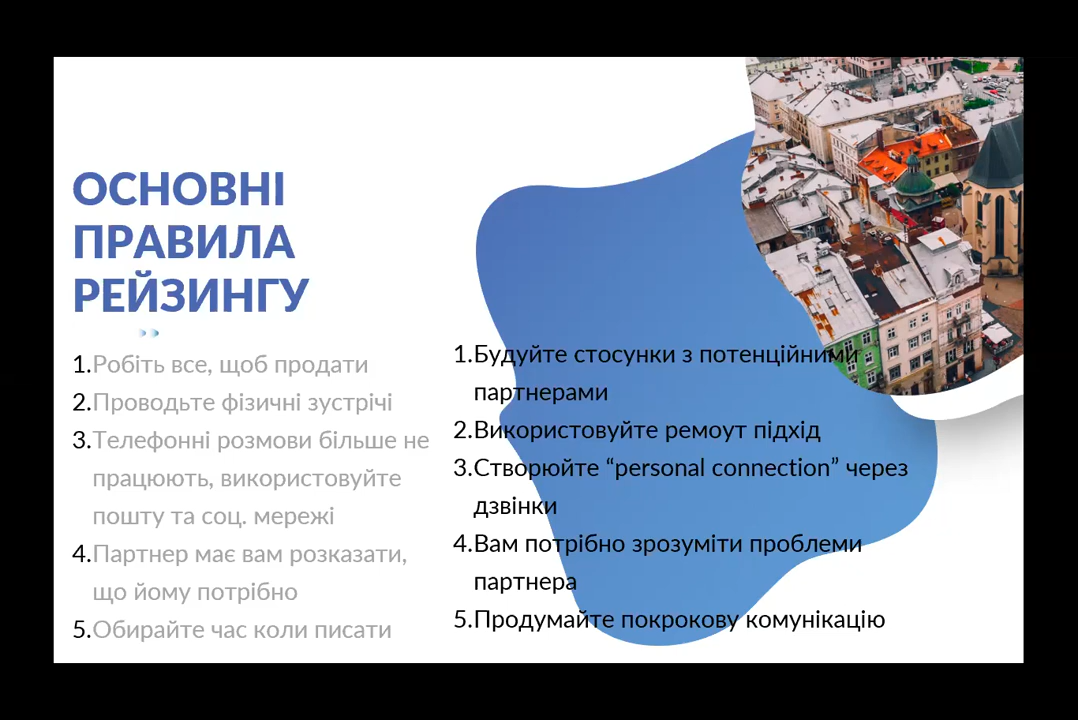 ОСНОВНІ
ПРАВИЛА
РЕЙЗИНГУ
1.Робіть все, щоб продати
2.Проводьте фізичні зустрічі
3.Телефонні розмови більше не
працюють, використовуйте
пошту та соц. мережі
4.Партнер має вам розказати,
що йому потрібно
5.Обирайте час коли писати
1.Будуйте стосунки з потенційними
партнерами
2.Використовуйте ремоут підхід
3.Створюйте “personal connection” через
дзвінки
4.Вам потрібно зрозуміти проблеми
партнера
5.Продумайте покрокову комунікацію